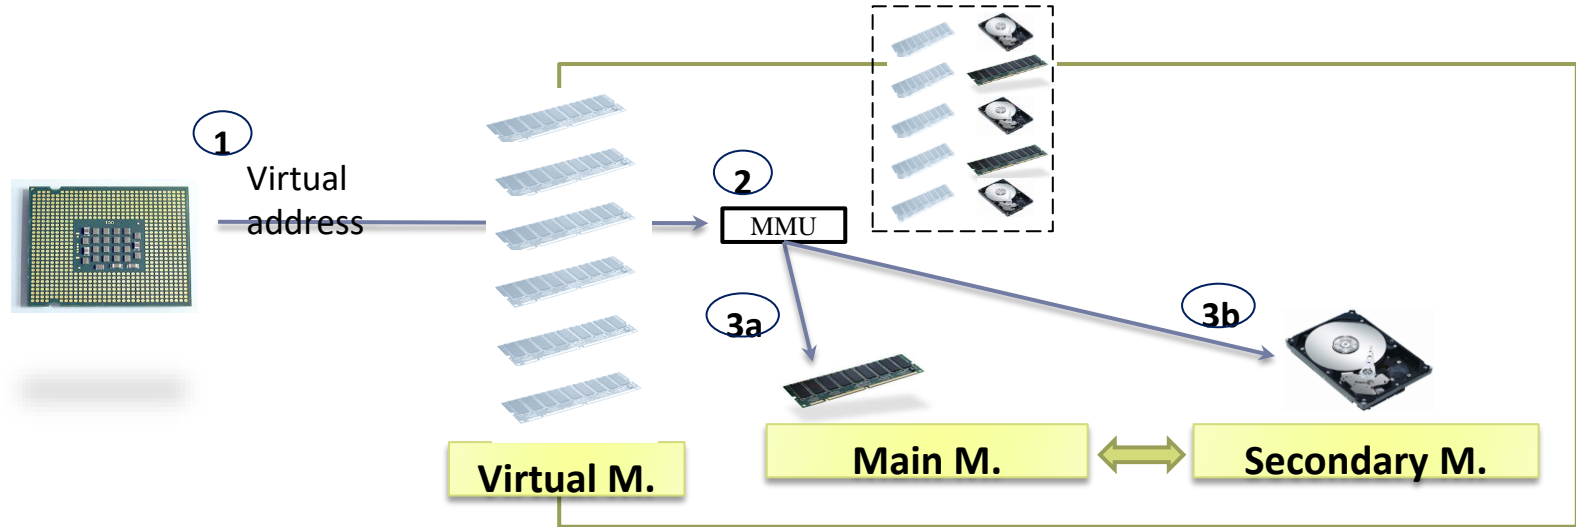 1
Virtual
address
2
MMU
3a
3b
Virtual M.
Main M.
Secondary M.